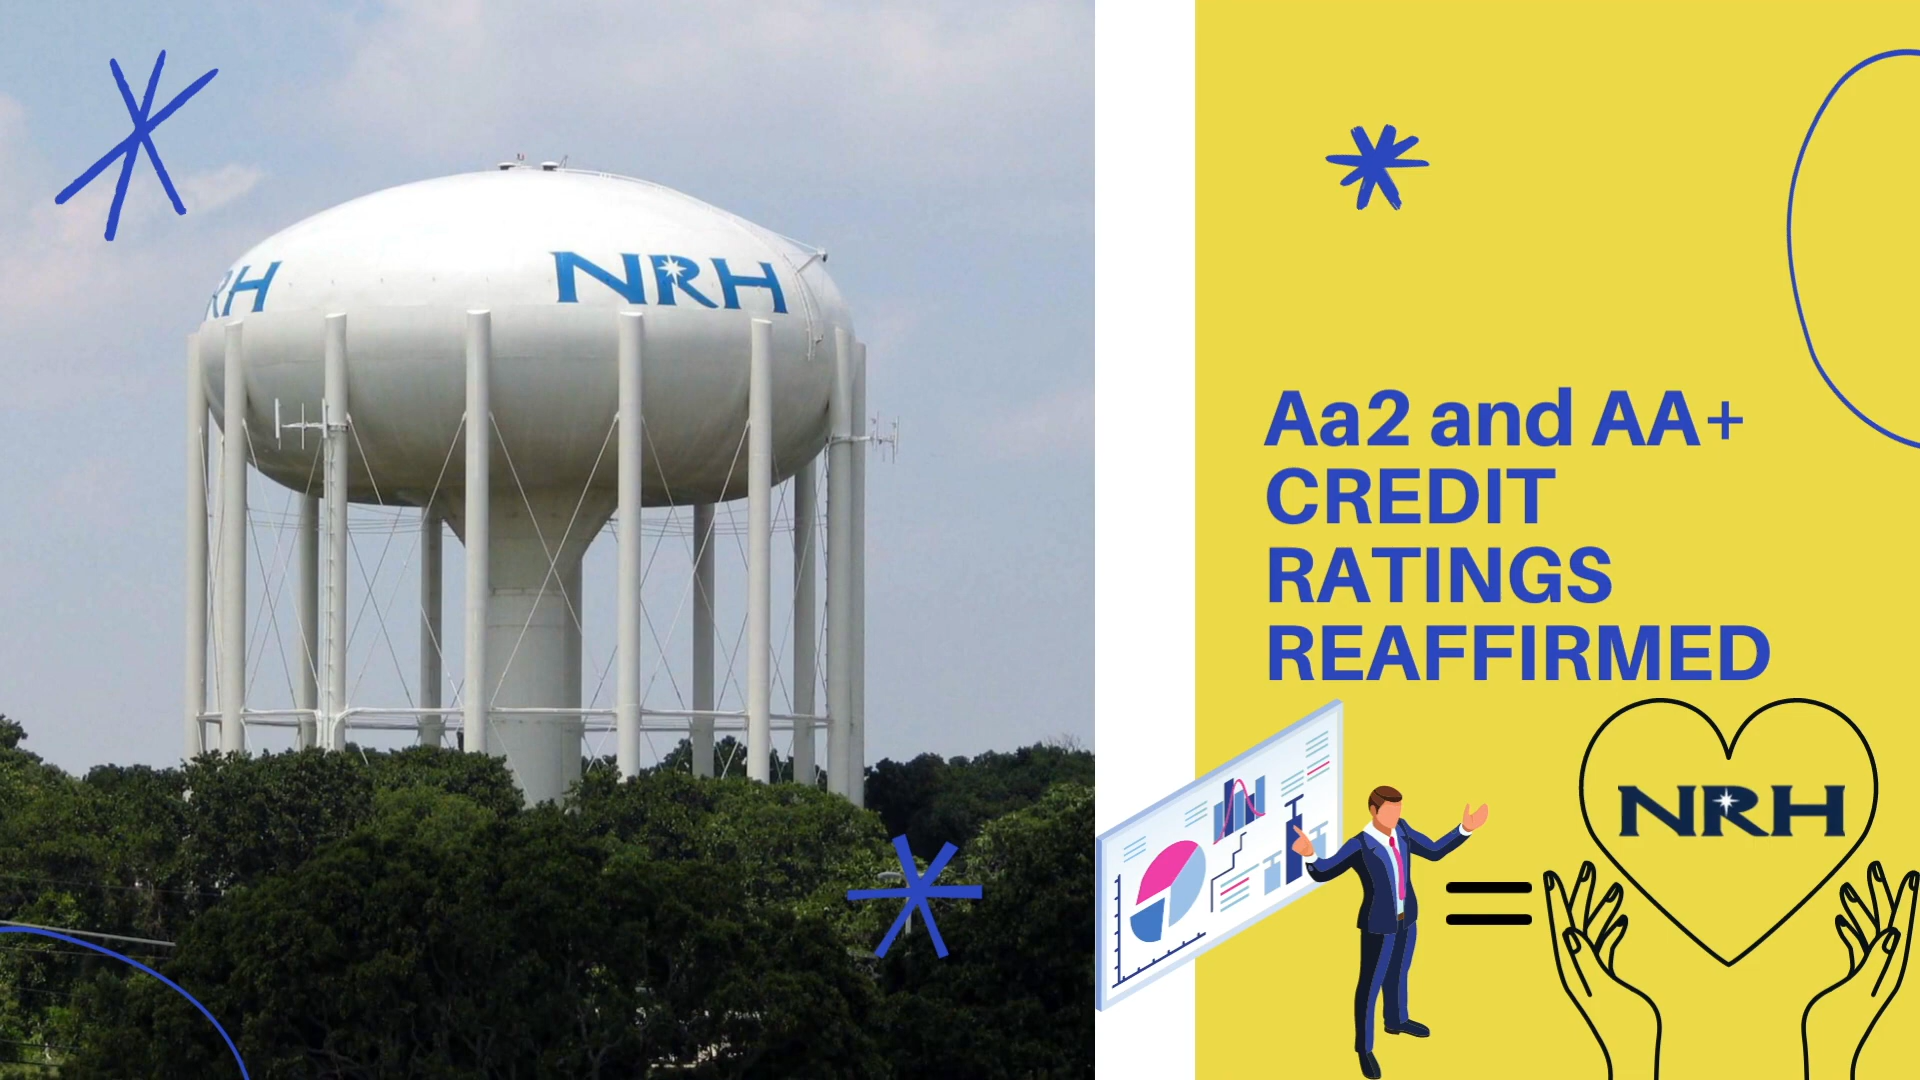 RH
NRH
Aa2 and AA+
CREDIT
RATINGS
REAFFIRMED
NRH